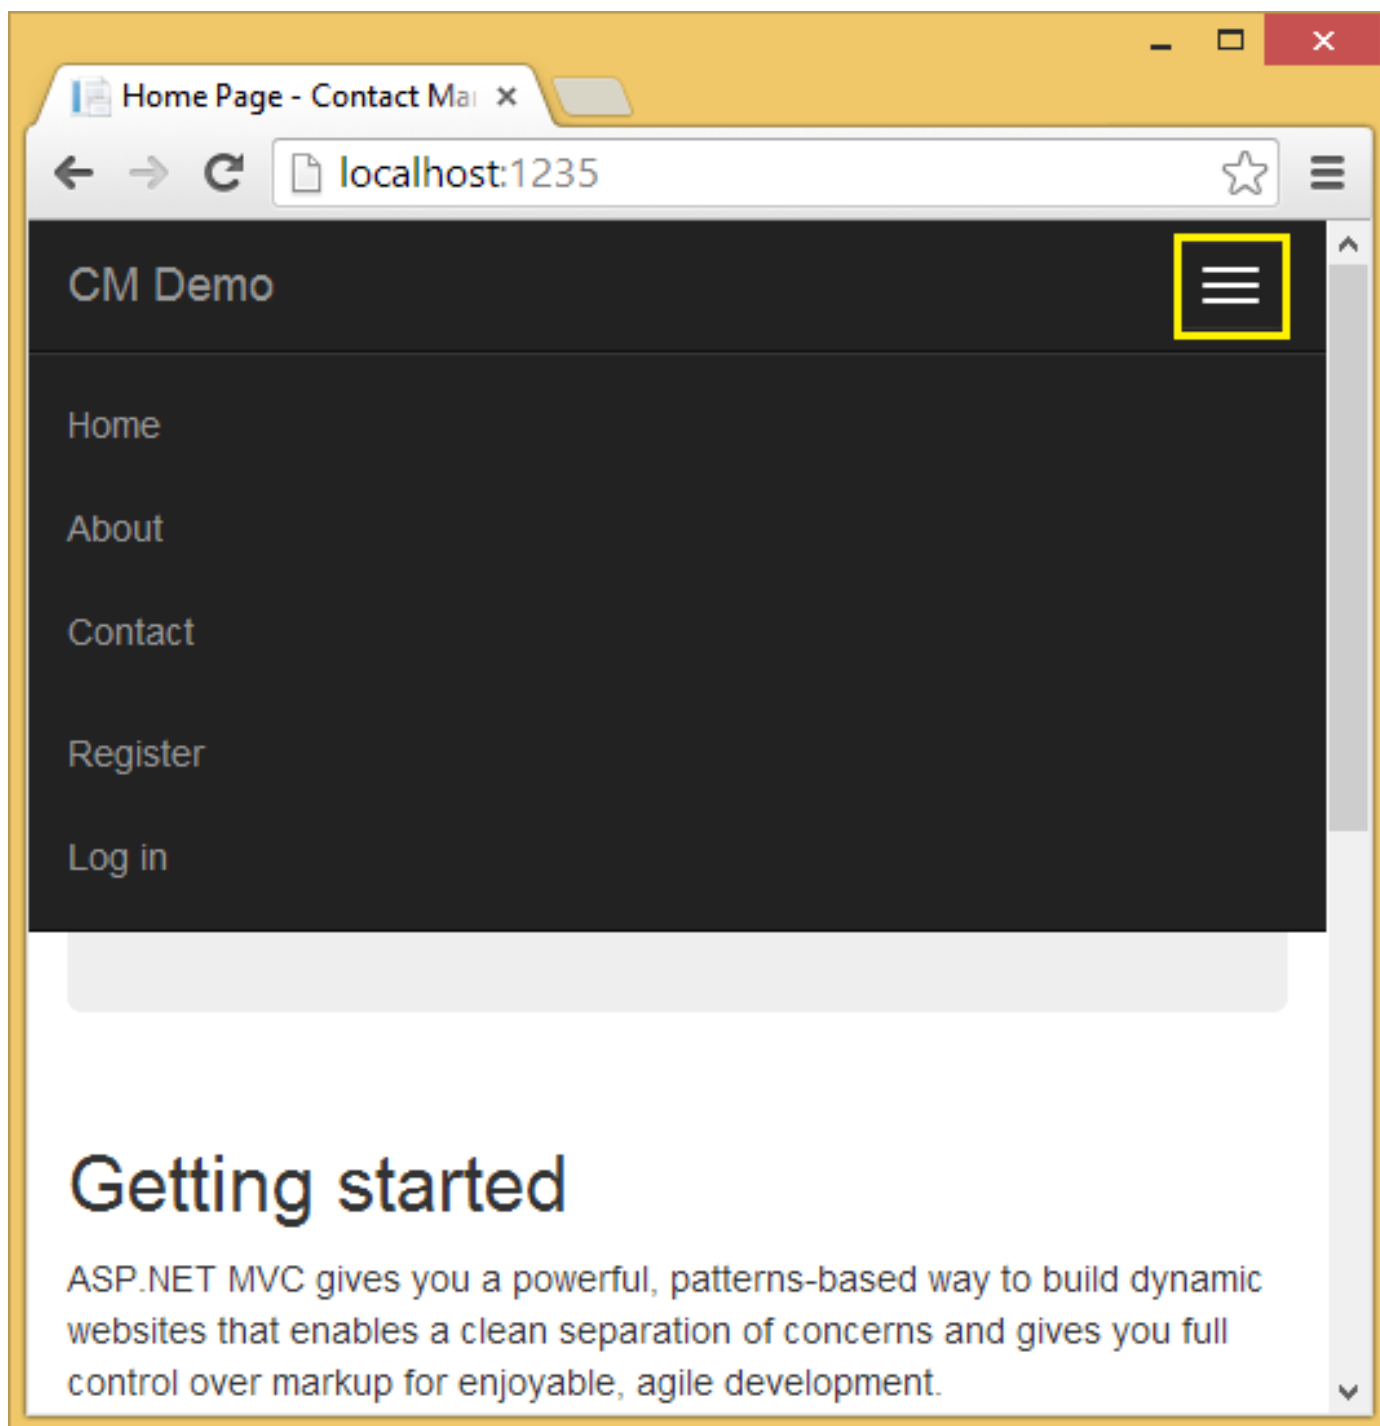 Home Page - Contact Ma
localhost:1235
CM Demo
Home
About
Contact
Register
Log in
Getting started
ASP.NET MVC gives you a powerful, patterns-based way to build dynamic
websites that enables a clean separation of concerns and gives you full
control over markup for enjoyable, agile development.